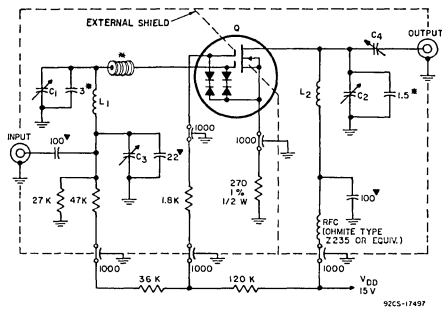 EXTERNAL SHIELD
Q
OUTPUT
C4
*
C1
3*
L1
L2
C2
1.5*
1000
1000
INPUT
100▼
C3
22▼
27 K
47K
1.8K
270
1%
1/2 W
100▼
RFC
(OHMITE TYPE
Z235 OR EQUIV.)
1000
1000
1000
36 K
120 K
VDD
15 V
92CS-17497